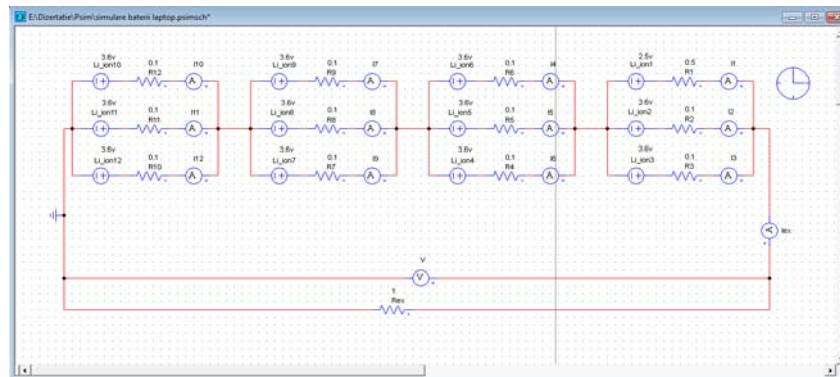 E:\Dizertatie\Psim\simulare baterii laptop.psimsch*
3.6v 0.1 I10 3.6v 0.1 I7 3.6v 0.1 I4 2.5v 0.5 I1
Li_ion10 R12 Li_ion9 R9 Li_ion6 R6 Li_ion1 R1
3.6v 0.1 I11 3.6v 0.1 I8 3.6v 0.1 I5 3.6v 0.1 I2
Li_ion11 R11 Li_ion8 R8 Li_ion5 R5 Li_ion2 R2
3.6v 0.1 I12 3.6v 0.1 I9 3.6v 0.1 I6 3.6v 0.1 I3
Li_ion12 R10 Li_ion7 R7 Li_ion4 R4 Li_ion3 R3
Iex
V
1
Rex